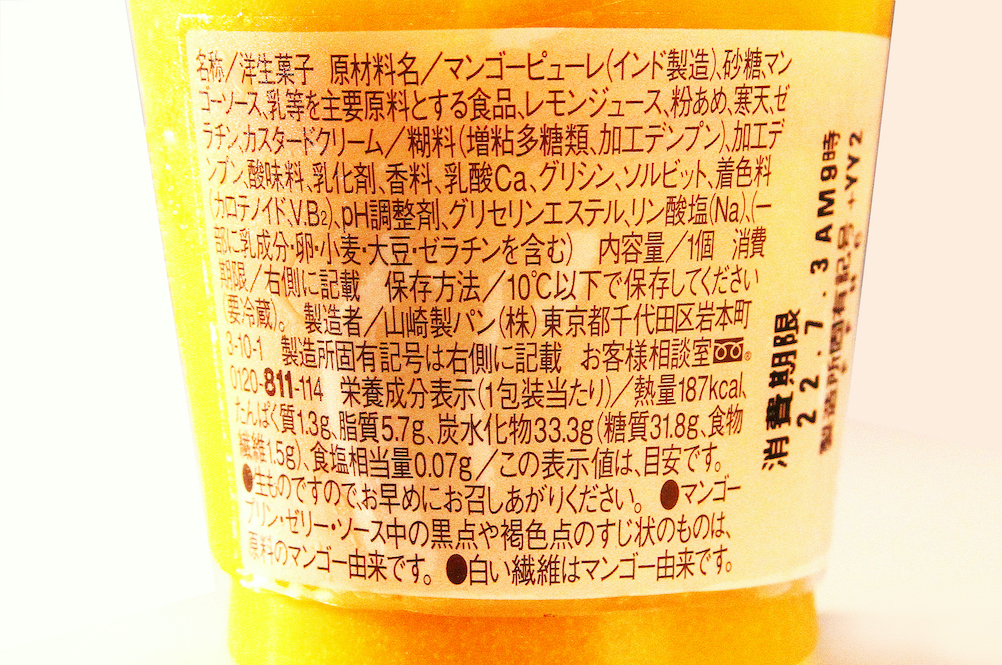 名称／洋生菓子　原材料名／マンゴーピューレ(インド製造)、砂糖、マン
ゴーソース、乳等を主要原料とする食品、レモンジュース、粉あめ、寒天、ゼ
ラチン、カスタードクリーム／糊料(増粘多糖類、加工デンプン)、加工デ
ンプン、酸味料、乳化剤、香料、乳酸Ca、グリシン、ソルビット、着色料
(カロテノイド、V.B₂)、pH調整剤、グリセリンエステル、リン酸塩(Na)、(一
部に乳成分・卵・小麦・大豆・ゼラチンを含む)　内容量／1個　消費
期限／右側に記載　保存方法／10℃以下で保存してください
(要冷蔵)。　製造者／山崎製パン(株)東京都千代田区岩本町
3-10-1　製造所固有記号は右側に記載　お客様相談室
0120-811-114　栄養成分表示(1包装当たり)／熱量187kcal、
たんぱく質1.3g、脂質5.7g、炭水化物33.3g(糖質31.8g、食物
繊維1.5g)、食塩相当量0.07g／この表示値は、目安です。
●生ものですので、お早めにお召しあがりください。　●マンゴー
プリン・ゼリー・ソース中の黒点や褐色点のすじ状のものは、
原料のマンゴー由来です。　●白い繊維はマンゴー由来です。
消費期限
22.7.3 AM9時
製造所固有記号 +YY2